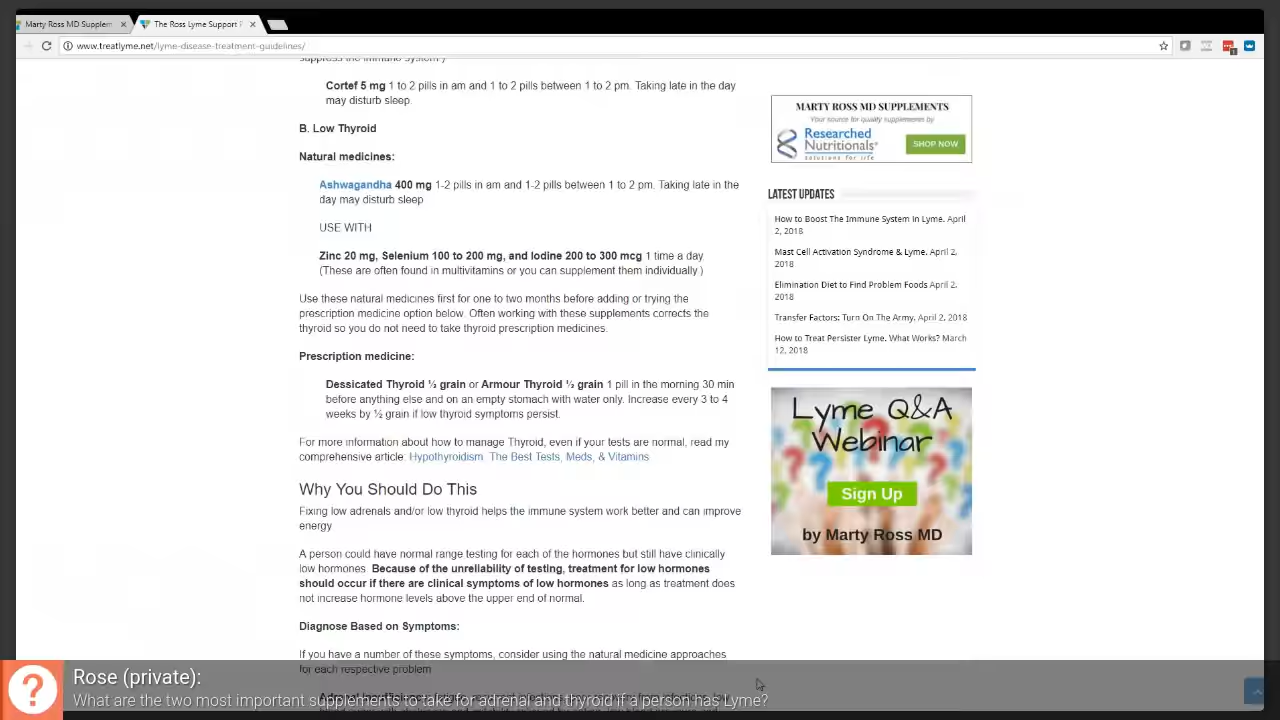 Marty Ross MD Supplem
The Ross Lyme Support P
www.treatlyme.net/lyme-disease-treatment-guidelines/
suppress the immune system )
Cortef 5 mg 1 to 2 pills in am and 1 to 2 pills between 1 to 2 pm. Taking late in the day
may disturb sleep.
B. Low Thyroid
Natural medicines:
Ashwagandha 400 mg 1-2 pills in am and 1-2 pills between 1 to 2 pm. Taking late in the
day may disturb sleep
USE WITH
Zinc 20 mg, Selenium 100 to 200 mg, and Iodine 200 to 300 mcg 1 time a day
(These are often found in multivitamins or you can supplement them individually )
Use these natural medicines first for one to two months before adding or trying the
prescription medicine option below. Often working with these supplements corrects the
thyroid so you do not need to take thyroid prescription medicines.
Prescription medicine:
Dessicated Thyroid ½ grain or Armour Thyroid ½ grain 1 pill in the morning 30 min
before anything else and on an empty stomach with water only. Increase every 3 to 4
weeks by ½ grain if low thyroid symptoms persist.
For more information about how to manage Thyroid, even if your tests are normal, read my
comprehensive article Hypothyroidism The Best Tests, Meds, & Vitamins
Why You Should Do This
Fixing low adrenals and/or low thyroid helps the immune system work better and can improve
energy
A person could have normal range testing for each of the hormones but still have clinically
low hormones. Because of the unreliability of testing, treatment for low hormones
should occur if there are clinical symptoms of low hormones as long as treatment does
not increase hormone levels above the upper end of normal.
Diagnose Based on Symptoms:
If you have a number of these symptoms, consider using the natural medicine approaches
for each respective problem
MARTY ROSS MD SUPPLEMENTS
Your source for quality supplements by
Researched
Nutritionals
solutions for life
SHOP NOW
LATEST UPDATES
How to Boost The Immune System In Lyme. April
2, 2018
Mast Cell Activation Syndrome & Lyme. April 2,
2018
Elimination Diet to Find Problem Foods April 2,
2018
Transfer Factors: Turn On The Army. April 2, 2018
How to Treat Persister Lyme. What Works? March
12, 2018
Lyme Q&A
Webinar
Sign Up
by Marty Ross MD
Rose (private):
What are the two most important supplements to take for adrenal and thyroid if a person has Lyme?